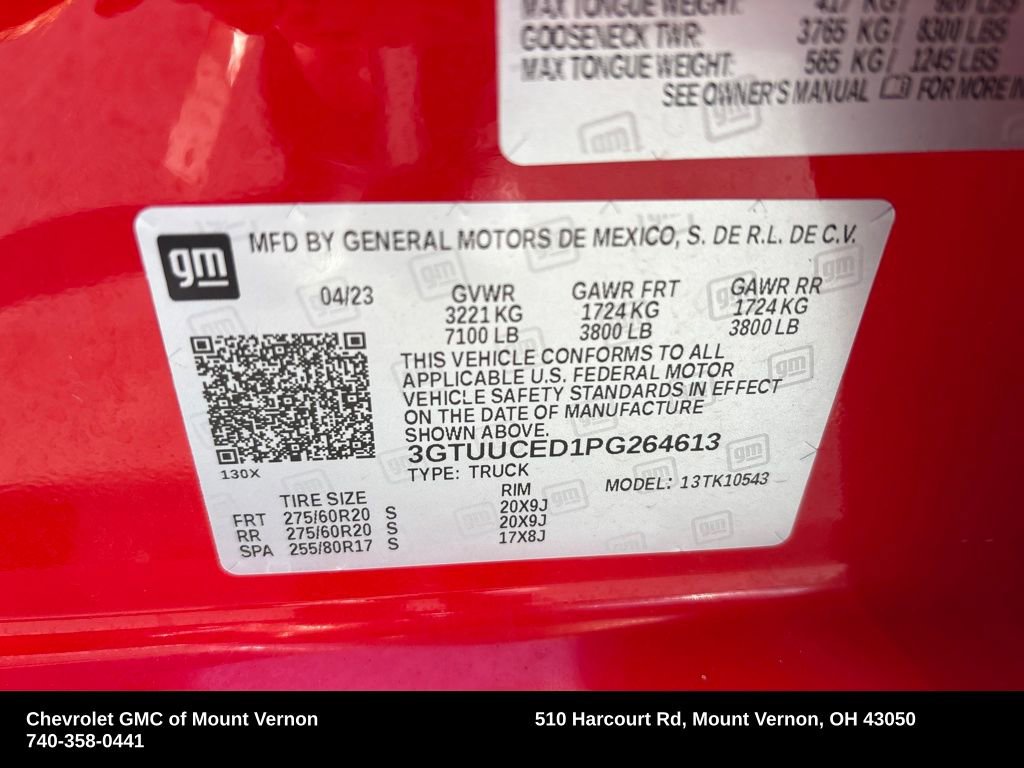 MAX TONGUE WEIGHT: 417 KG/ 920 LBS
GOOSENECK TWR: 3765 KG/ 8300 LBS
MAX TONGUE WEIGHT: 565 KG/ 1245 LBS
SEE OWNER'S MANUAL FOR MORE IN
gm MFD BY GENERAL MOTORS DE MEXICO, S. DE R.L. DE C.V.
04/23 GVWR GAWR FRT GAWR RR
3221 KG 1724 KG 1724 KG
7100 LB 3800 LB 3800 LB
THIS VEHICLE CONFORMS TO ALL
APPLICABLE U.S. FEDERAL MOTOR
VEHICLE SAFETY STANDARDS IN EFFECT
ON THE DATE OF MANUFACTURE
SHOWN ABOVE.
3GTUUCED1PG264613
130X TYPE: TRUCK MODEL: 13TK10543
TIRE SIZE RIM
FRT 275/60R20 S 20X9J
RR 275/60R20 S 20X9J
SPA 255/80R17 S 17X8J
Chevrolet GMC of Mount Vernon 510 Harcourt Rd, Mount Vernon, OH 43050
740-358-0441